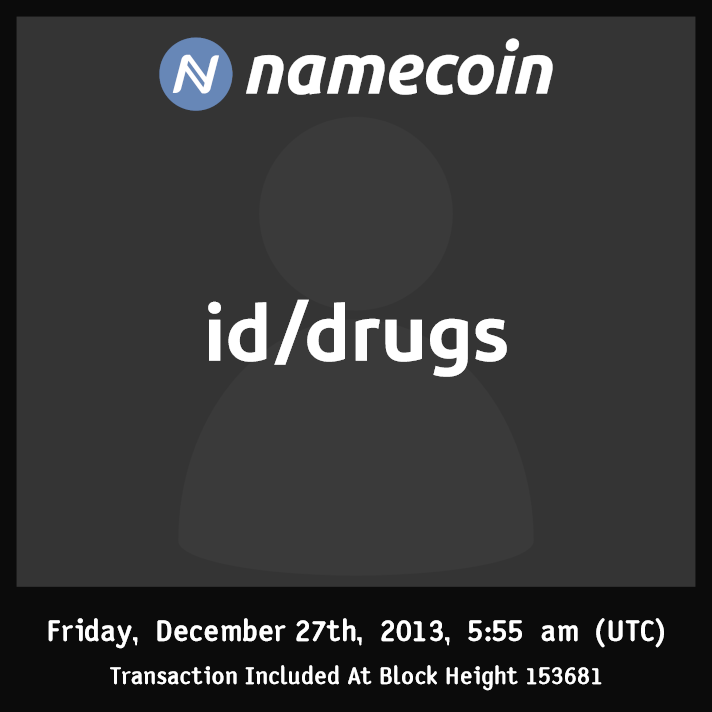 namecoin
id/drugs
Friday, December 27th, 2013, 5:55 am (UTC)
Transaction Included At Block Height 153681